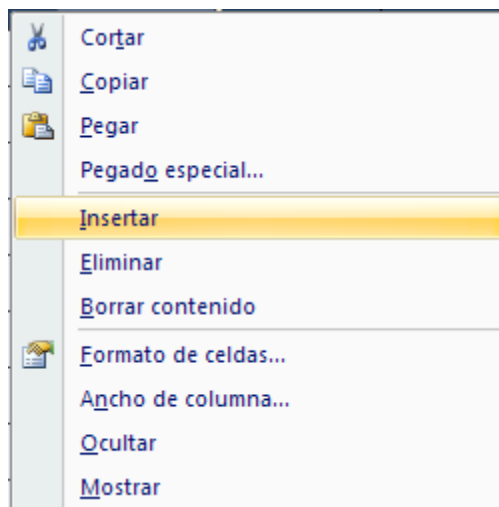 Cortar
Copiar
Pegar
Pegado especial...
Insertar
Eliminar
Borrar contenido
Formato de celdas...
Ancho de columna...
Ocultar
Mostrar